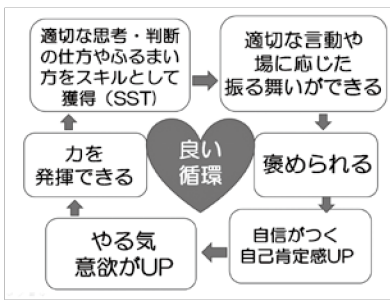 適切な思考・判断
の仕方やふるまい
方をスキルとして
獲得（SST）
適切な言動や
場に応じた
振る舞いができる
褒められる
自信がつく
自己肯定感UP
やる気
意欲がUP
力を
発揮できる
良い
循環